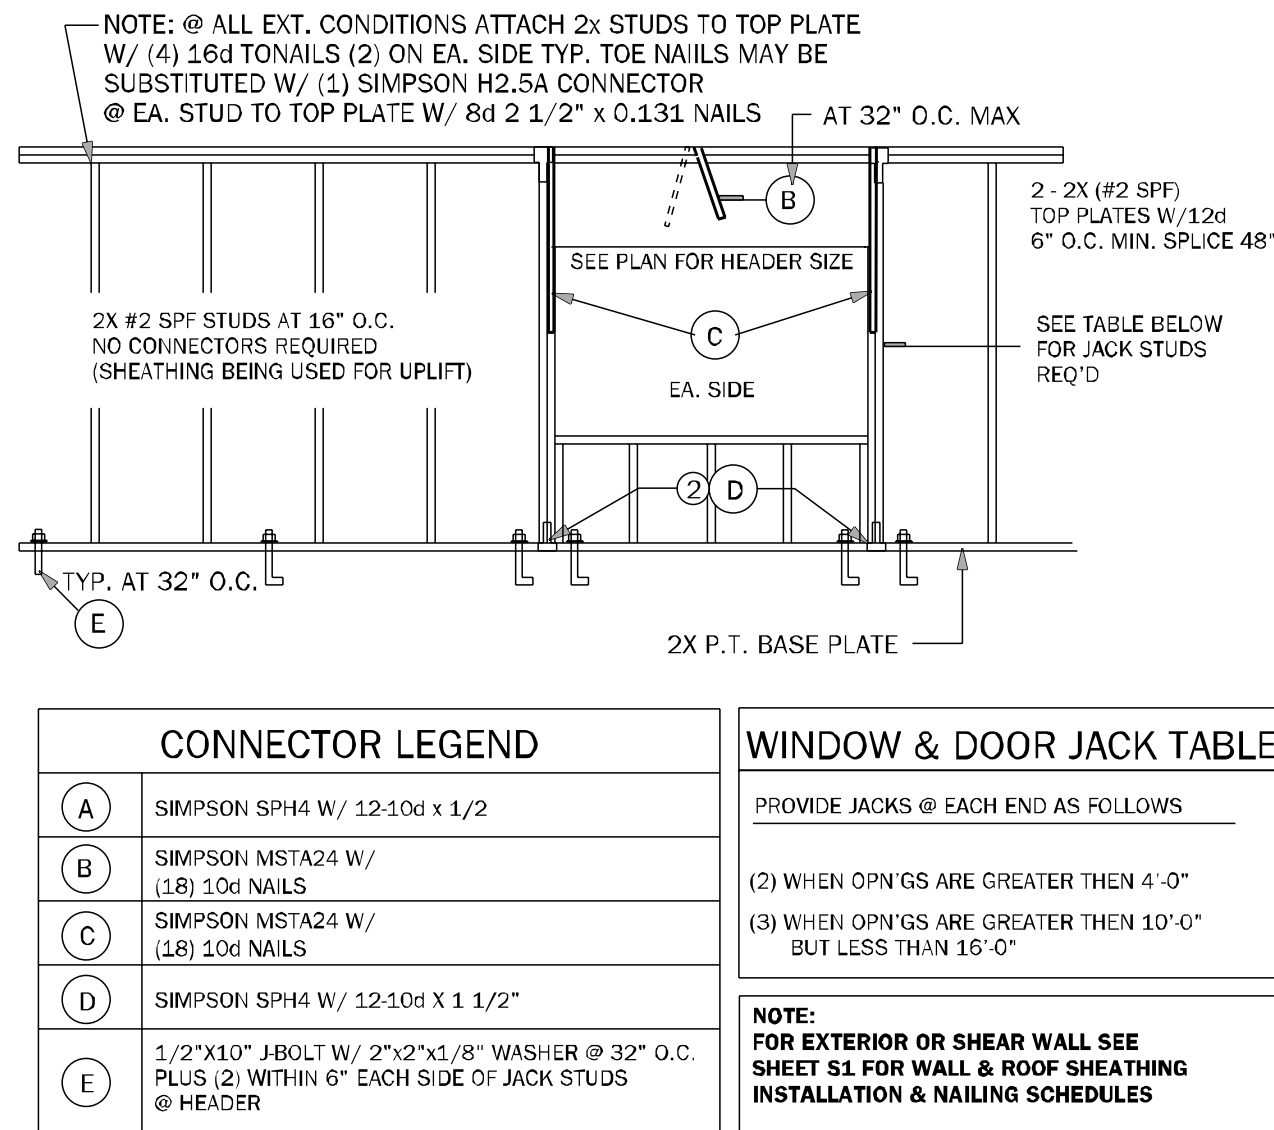 NOTE: @ ALL EXT. CONDITIONS ATTACH 2x STUDS TO TOP PLATE
W/ (4) 16d TONAILS (2) ON EA. SIDE TYP. TOE NAIILS MAY BE
SUBSTITUTED W/ (1) SIMPSON H2.5A CONNECTOR
@ EA. STUD TO TOP PLATE W/ 8d 2 1/2" x 0.131 NAILS
AT 32" O.C. MAX
B
2 - 2X (#2 SPF)
TOP PLATES W/12d
6" O.C. MIN. SPLICE 48"
SEE PLAN FOR HEADER SIZE
2X #2 SPF STUDS AT 16" O.C.
NO CONNECTORS REQUIRED
(SHEATHING BEING USED FOR UPLIFT)
C
EA. SIDE
SEE TABLE BELOW
FOR JACK STUDS
REQ'D
2 D
TYP. AT 32" O.C.
E
2X P.T. BASE PLATE
CONNECTOR LEGEND
A SIMPSON SPH4 W/ 12-10d x 1/2
B SIMPSON MSTA24 W/
(18) 10d NAILS
C SIMPSON MSTA24 W/
(18) 10d NAILS
D SIMPSON SPH4 W/ 12-10d X 1 1/2"
E 1/2"X10" J-BOLT W/ 2"x2"x1/8" WASHER @ 32" O.C.
PLUS (2) WITHIN 6" EACH SIDE OF JACK STUDS
@ HEADER
WINDOW & DOOR JACK TABLE
PROVIDE JACKS @ EACH END AS FOLLOWS
(2) WHEN OPN'GS ARE GREATER THEN 4'-0"
(3) WHEN OPN'GS ARE GREATER THEN 10'-0"
BUT LESS THAN 16'-0"
NOTE:
FOR EXTERIOR OR SHEAR WALL SEE
SHEET S1 FOR WALL & ROOF SHEATHING
INSTALLATION & NAILING SCHEDULES